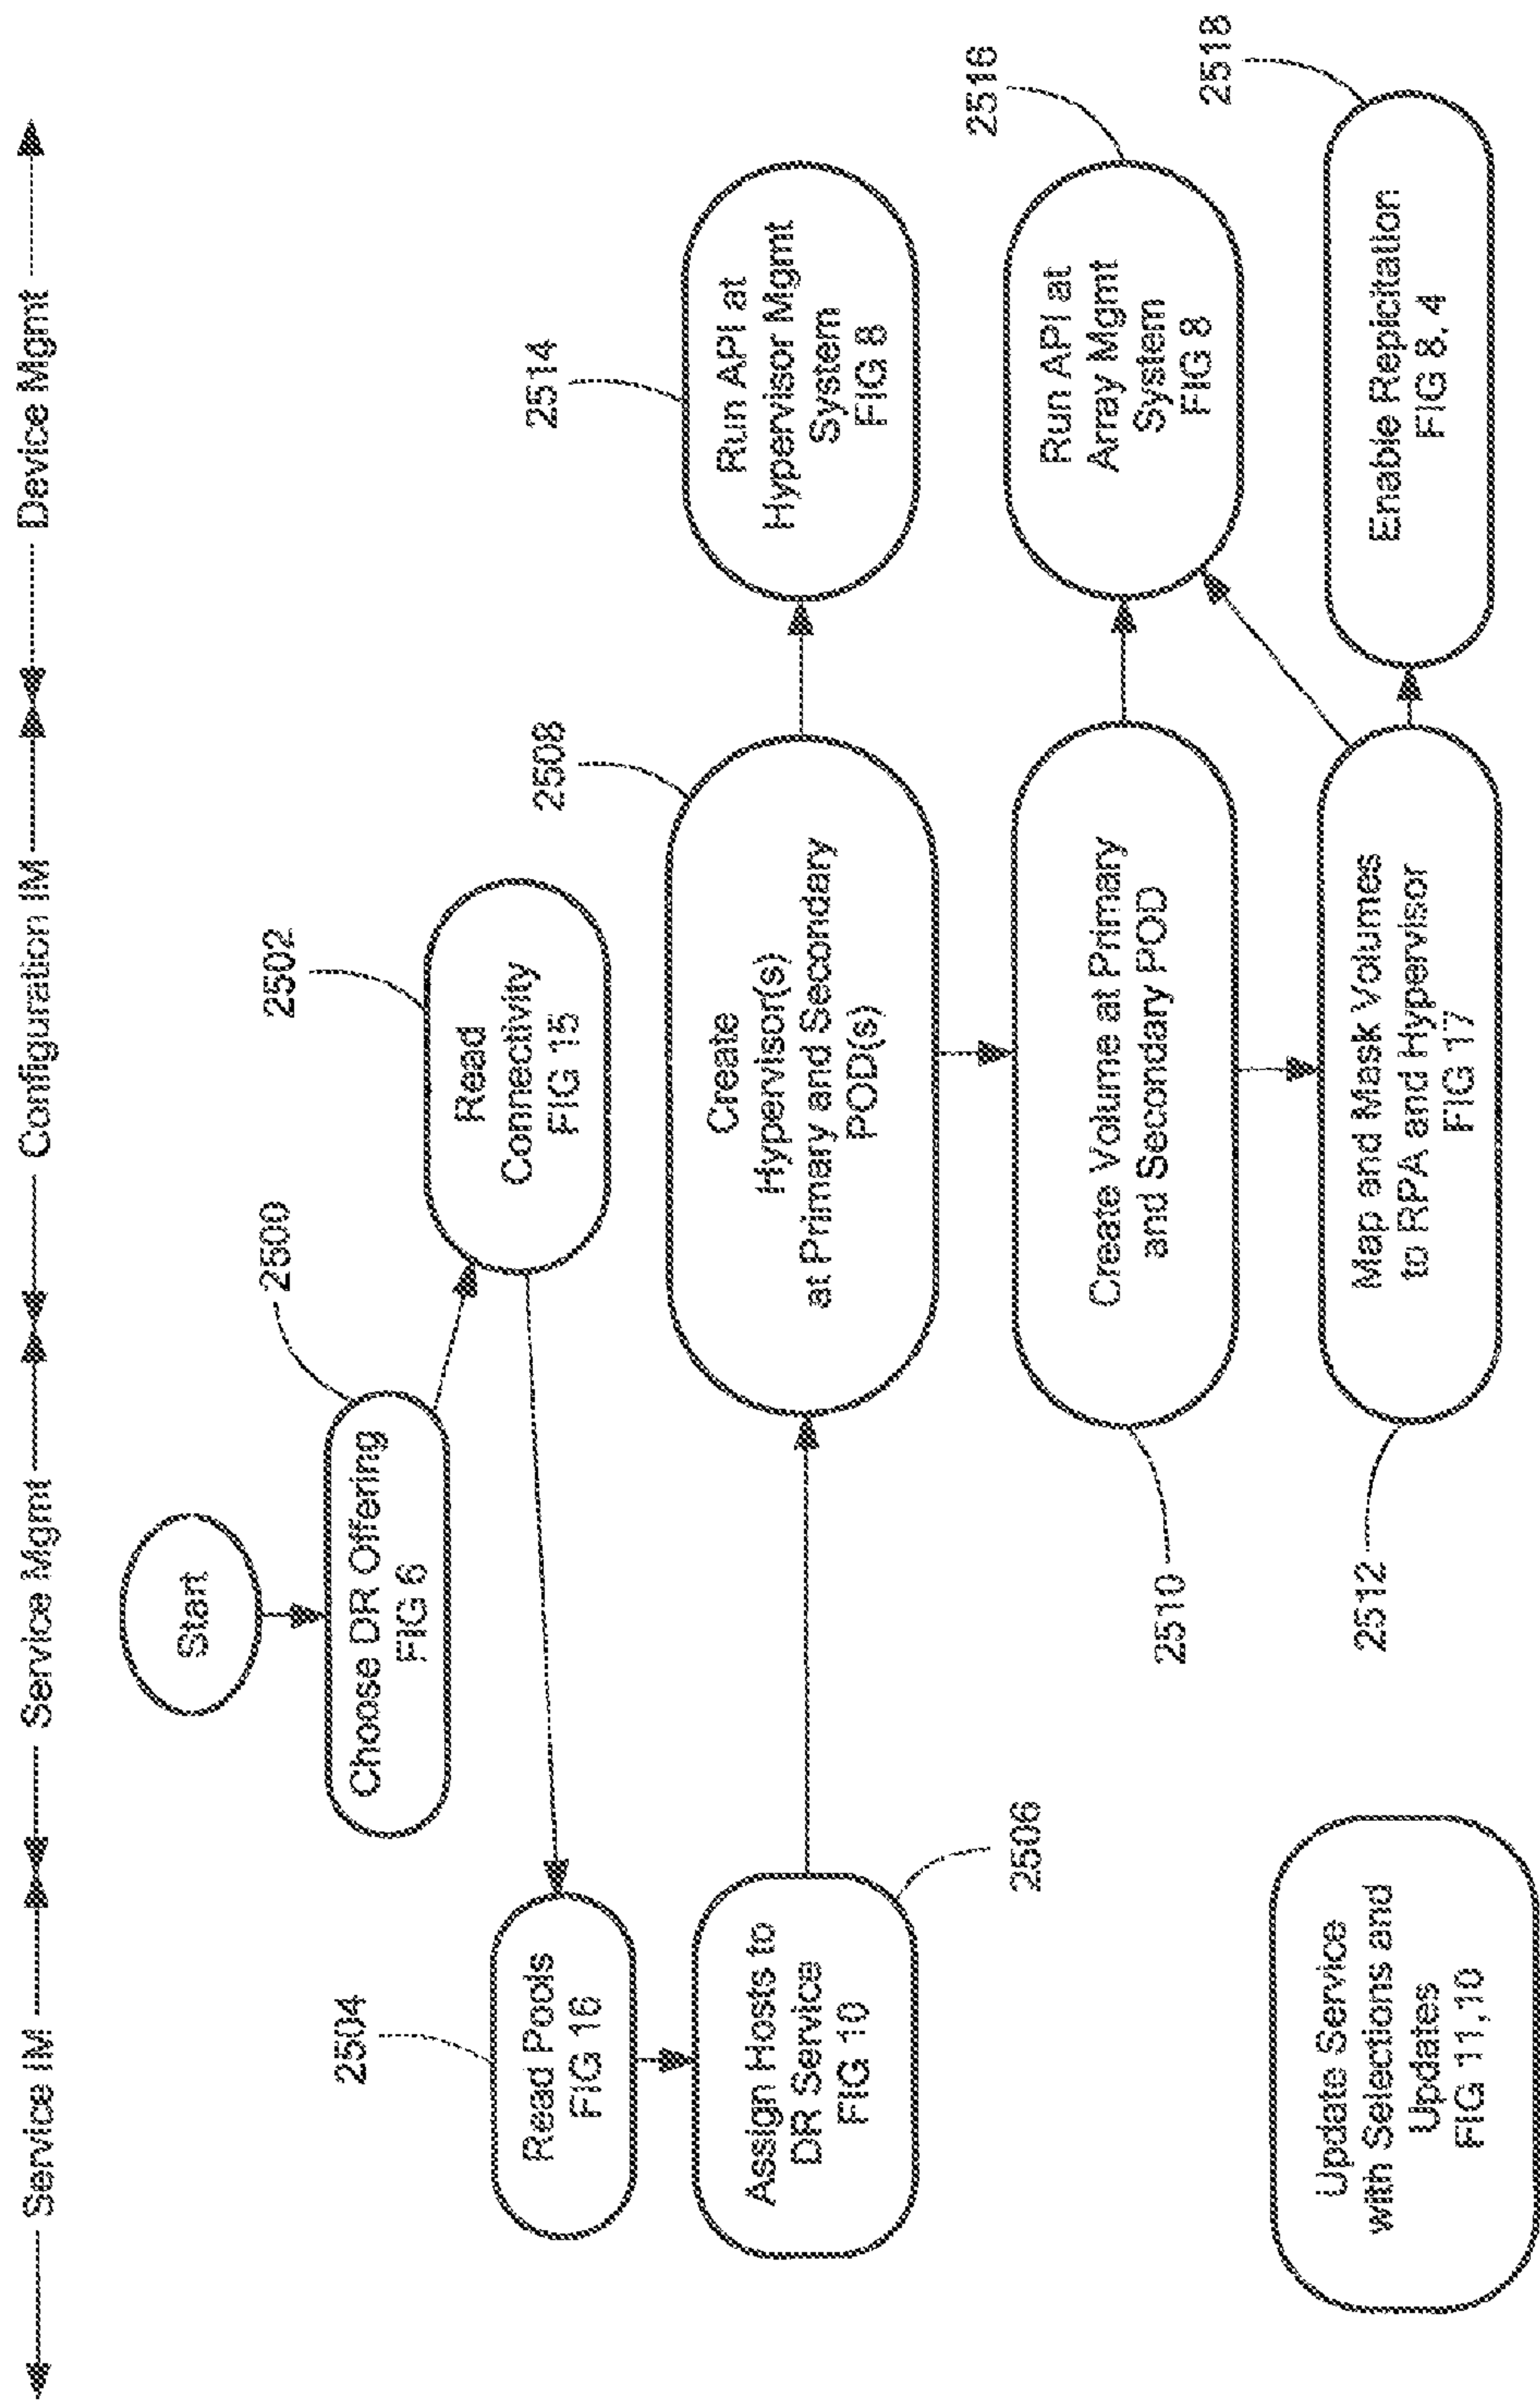 Service IM
Service Mgmt
Configuration IM
Device Mgmt
Start
Choose DR Offering
FIG 6
2500
Read
Connectivity
FIG 15
2502
Read Pools
FIG 16
2504
Assign Hosts to
DR Service
FIG 10
2506
Create
Hypervisor(s)
at Primary and Secondary
POD(s)
2508
Run API at
Hypervisor Mgmt
System
FIG 8
2514
Create Volume at Primary
and Secondary POD
2510
Run API at
Array Mgmt
System
FIG 8
2516
Map and Mask Volumes
to RPA and Hypervisor
FIG 17
2512
Enable Repicitation
FIG 8, 4
2518
Update Service
with Selections and
Updates
FIG 11,10